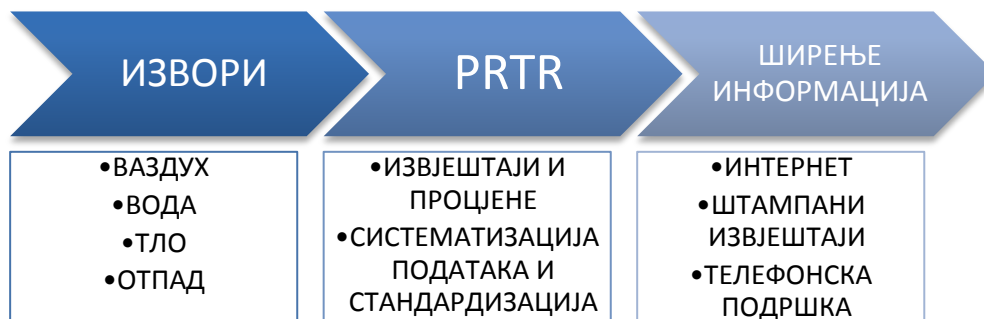 ИЗВОРИ
PRTR
ШИРЕЊЕ
ИНФОРМАЦИЈА
•ВАЗДУХ
•ВОДА
•ТЛО
•ОТПАД
•ИЗВЈЕШТАЈИ И
ПРОЦЈЕНЕ
•СИСТЕМАТИЗАЦИЈА
ПОДАТАКА И
СТАНДАРДИЗАЦИЈА
•ИНТЕРНЕТ
•ШТАМПАНИ
ИЗВЈЕШТАЈИ
•ТЕЛЕФОНСКА
ПОДРШКА